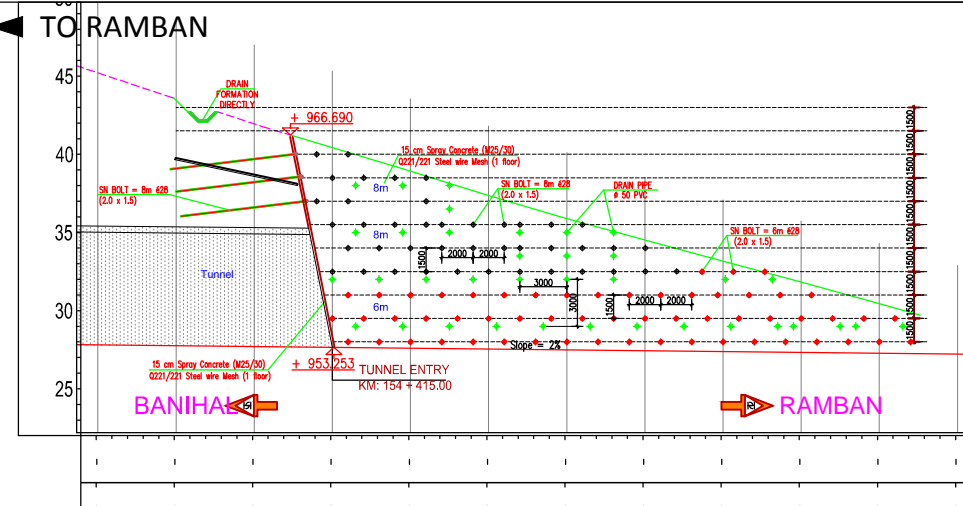 TO RAMBAN
45
40
35
30
25
DRAIN
FORMATION
DIRECTLY
+ 966.690
15 cm Spray Concrete (M25/30)
Q221/221 Steel wire Mesh (1 floor)
8m
SN BOLT = 8m ѐ28
(2.0 x 1.5)
SN BOLT = 8m ѐ28
(2.0 x 1.5)
DRAIN PIPE
ø 50 PVC
8m
SN BOLT = 6m ѐ28
(2.0 x 1.5)
Tunnel
1500
2000
2000
3000
3000
6m
1500
2000
2000
1500
1500
1500
1500
1500
1500
1500
1500
1500
1500
Slope = 2%
15 cm Spray Concrete (M25/30)
Q221/221 Steel wire Mesh (1 floor)
+ 953.253
TUNNEL ENTRY
KM: 154 + 415.00
BANIHAL
RAMBAN